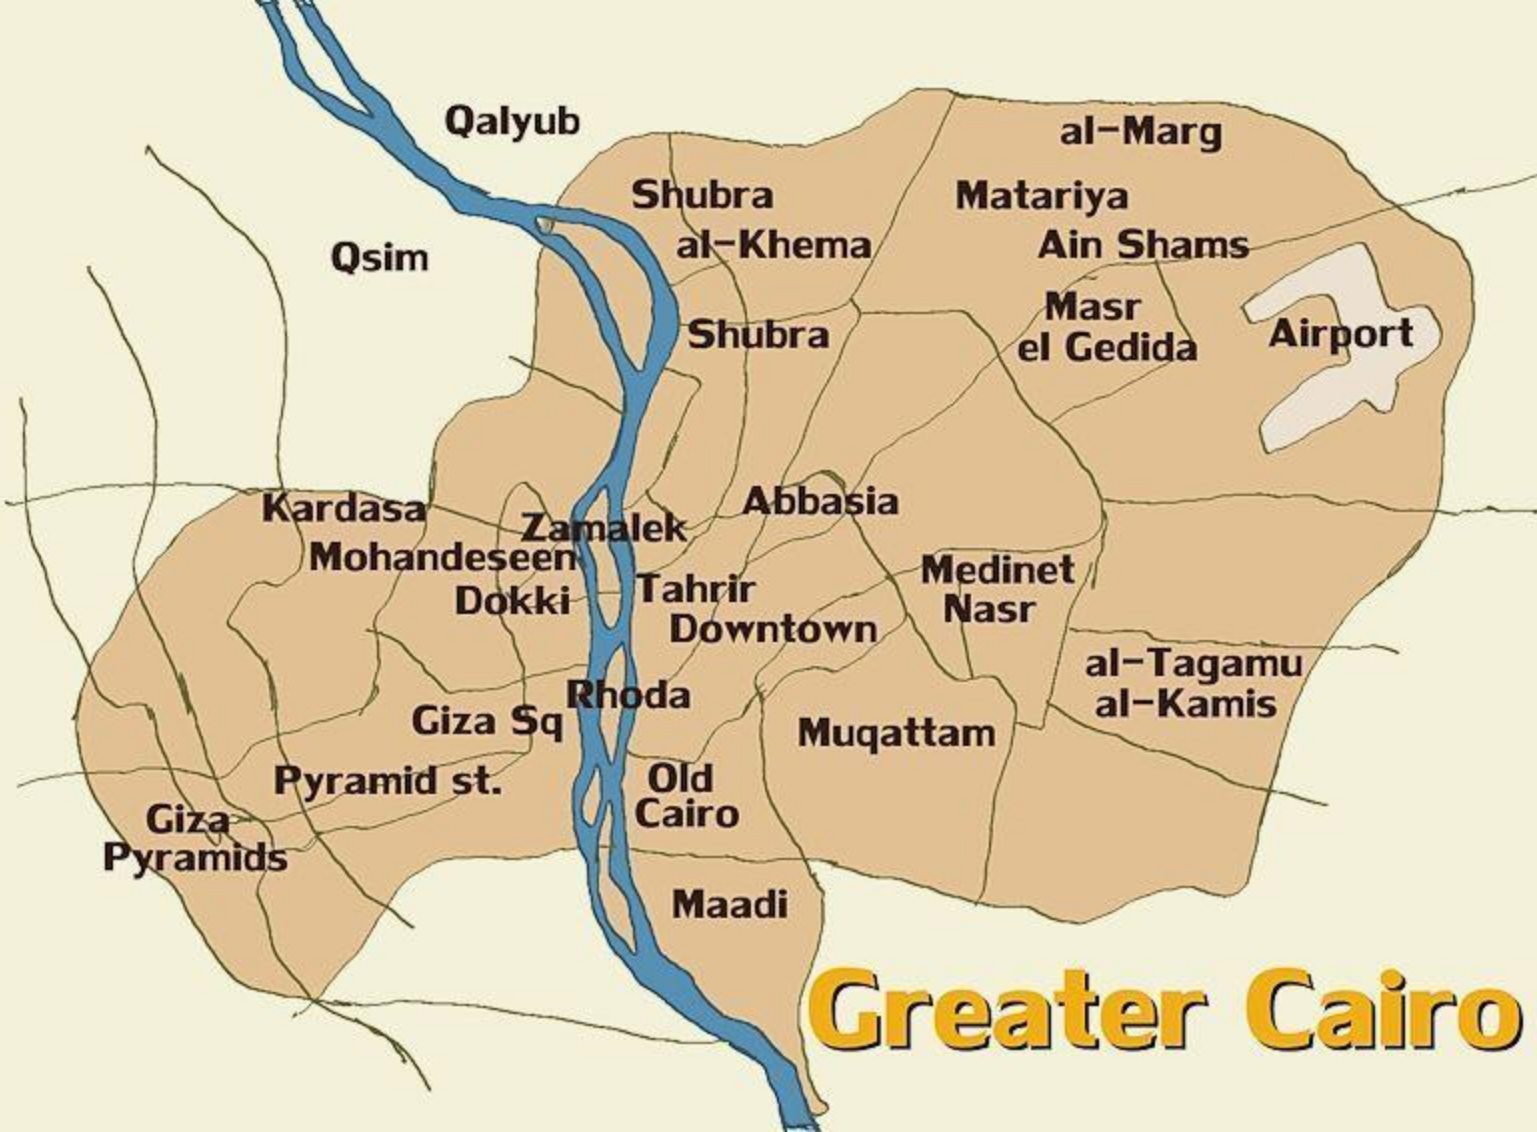 Qalyub
al-Marg
Shubra
al-Khema
Matariya
Ain Shams
Qsim
Masr
el Gedida
Airport
Shubra
Kardasa
Abbasia
Zamalek
Mohandeseen
Dokki
Tahrir
Downtown
Medinet
Nasr
al-Tagamu
al-Kamis
Rhoda
Giza Sq
Muqattam
Pyramid st.
Old
Cairo
Giza
Pyramids
Maadi
Greater Cairo